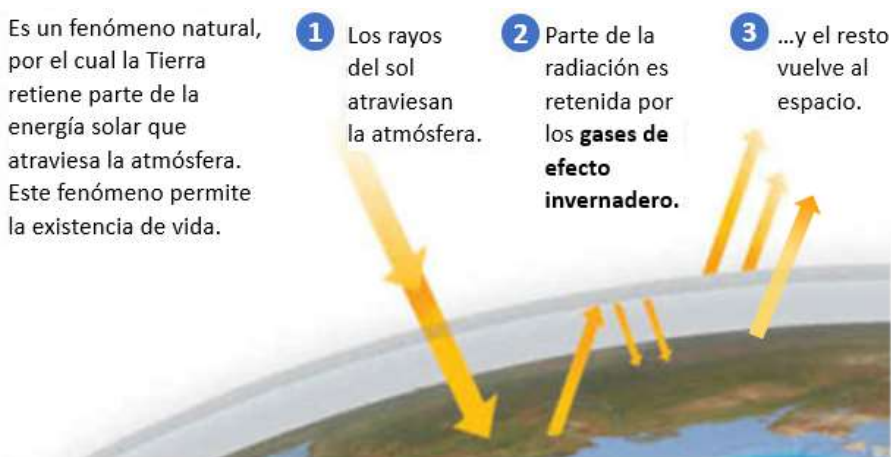 Es un fenómeno natural,
por el cual la Tierra
retiene parte de la
energía solar que
atraviesa la atmósfera.
Este fenómeno permite
la existencia de vida.
1 Los rayos
del sol
atraviesan
la atmósfera.
2 Parte de la
radiación es
retenida por
los gases de
efecto
invernadero.
3 ...y el resto
vuelve al
espacio.